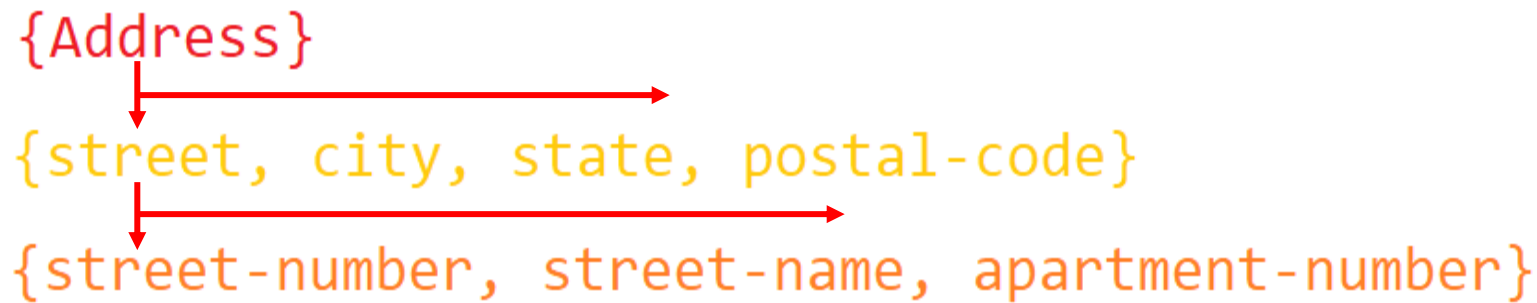 {Address}
{street, city, state, postal-code}
{street-number, street-name, apartment-number}